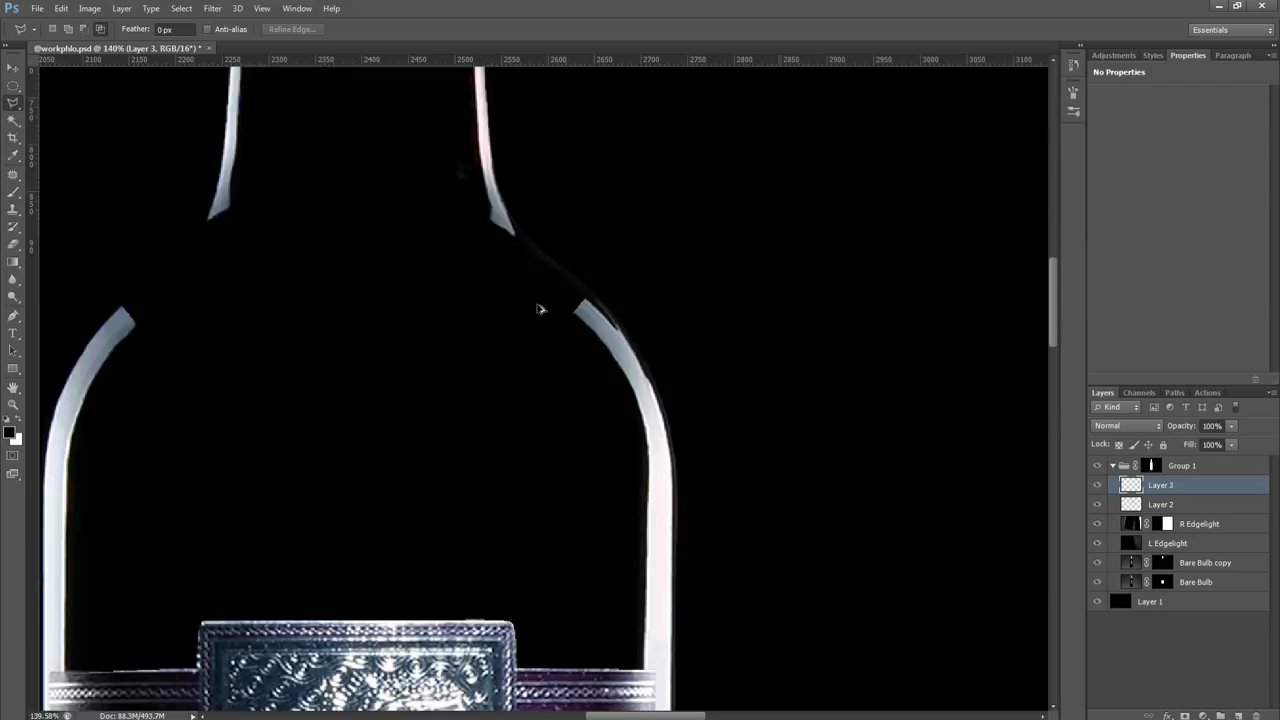 Ps File Edit Image Layer Type Select Filter 3D View Window Help
Feather: 0 px Anti-alias Refine Edge... Essentials
@workphlo.psd @ 140% (Layer 3, RGB/16*) * ×
2050 2100 2150 2200 2250 2300 2350 2400 2450 2500 2550 2600 2650 2700 2750 2800 2850 2900 2950 3000 3050 3100
Adjustments Styles Properties Paragraph
No Properties
Layers Channels Paths Actions
Kind
Normal Opacity: 100%
Lock: Fill: 100%
Group 1
Layer 3
Layer 2
R Edgelight
L Edgelight
Bare Bulb copy
Bare Bulb
Layer 1
139.58% Doc: 88.3M/493.7M